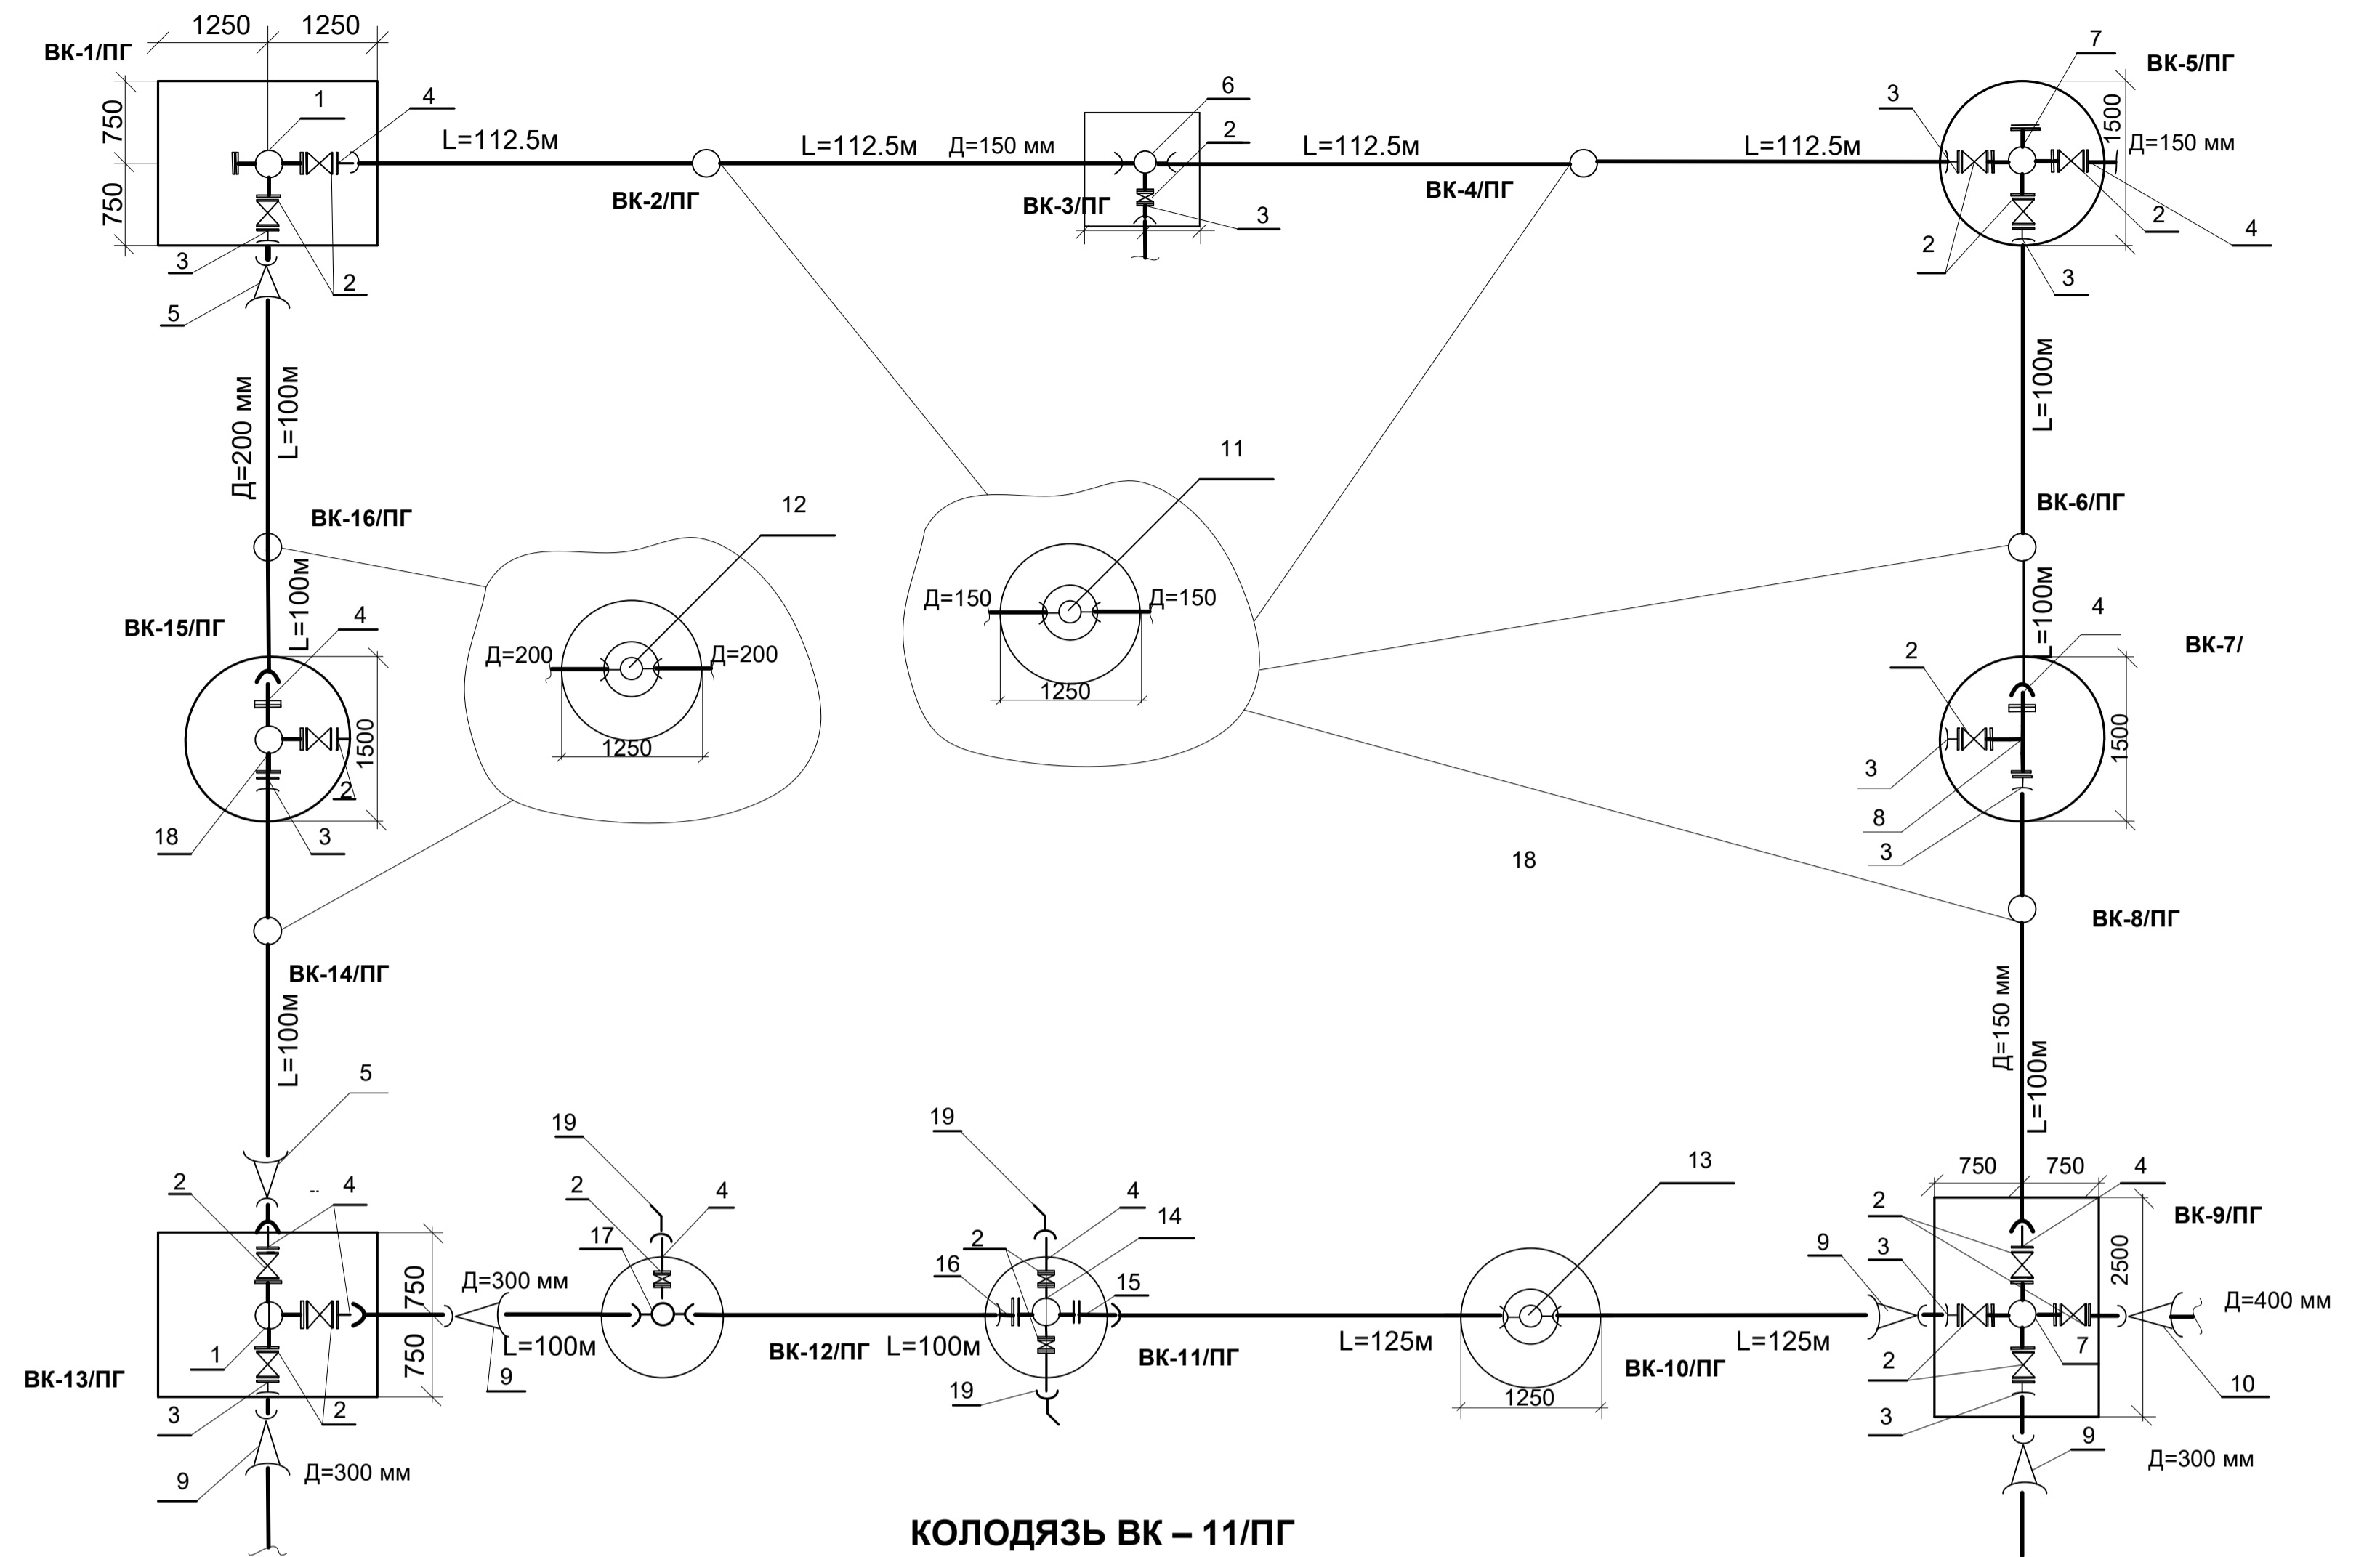 1250 1250
ВК-1/ПГ
7
ВК-5/ПГ
750
1
4
6
3
1500
L=112.5м
L=112.5м
Д=150 мм
2
L=112.5м
L=112.5м
Д=150 мм
750
ВК-2/ПГ
ВК-3/ПГ
3
ВК-4/ПГ
2
2
4
3
2
3
5
Д=200 мм
L=100м
L=100м
11
12
ВК-16/ПГ
ВК-6/ПГ
L=100м
L=100м
ВК-15/ПГ
4
Д=150
Д=150
4
ВК-7/
Д=200
Д=200
2
1250
1250
1500
1500
2
3
18
3
8
3
18
ВК-14/ПГ
ВК-8/ПГ
L=100м
Д=150 мм
L=100м
5
19
19
13
750 750
4
2
--
4
2
4
4
14
2
ВК-9/ПГ
17
2
9
3
2500
16
15
750
Д=300 мм
Д=400 мм
L=100м
ВК-12/ПГ
L=100м
ВК-11/ПГ
L=125м
ВК-10/ПГ
L=125м
7
750
1
2
ВК-13/ПГ
9
19
1250
10
3
2
3
9
9
Д=300 мм
Д=300 мм
КОЛОДЯЗЬ ВК – 11/ПГ